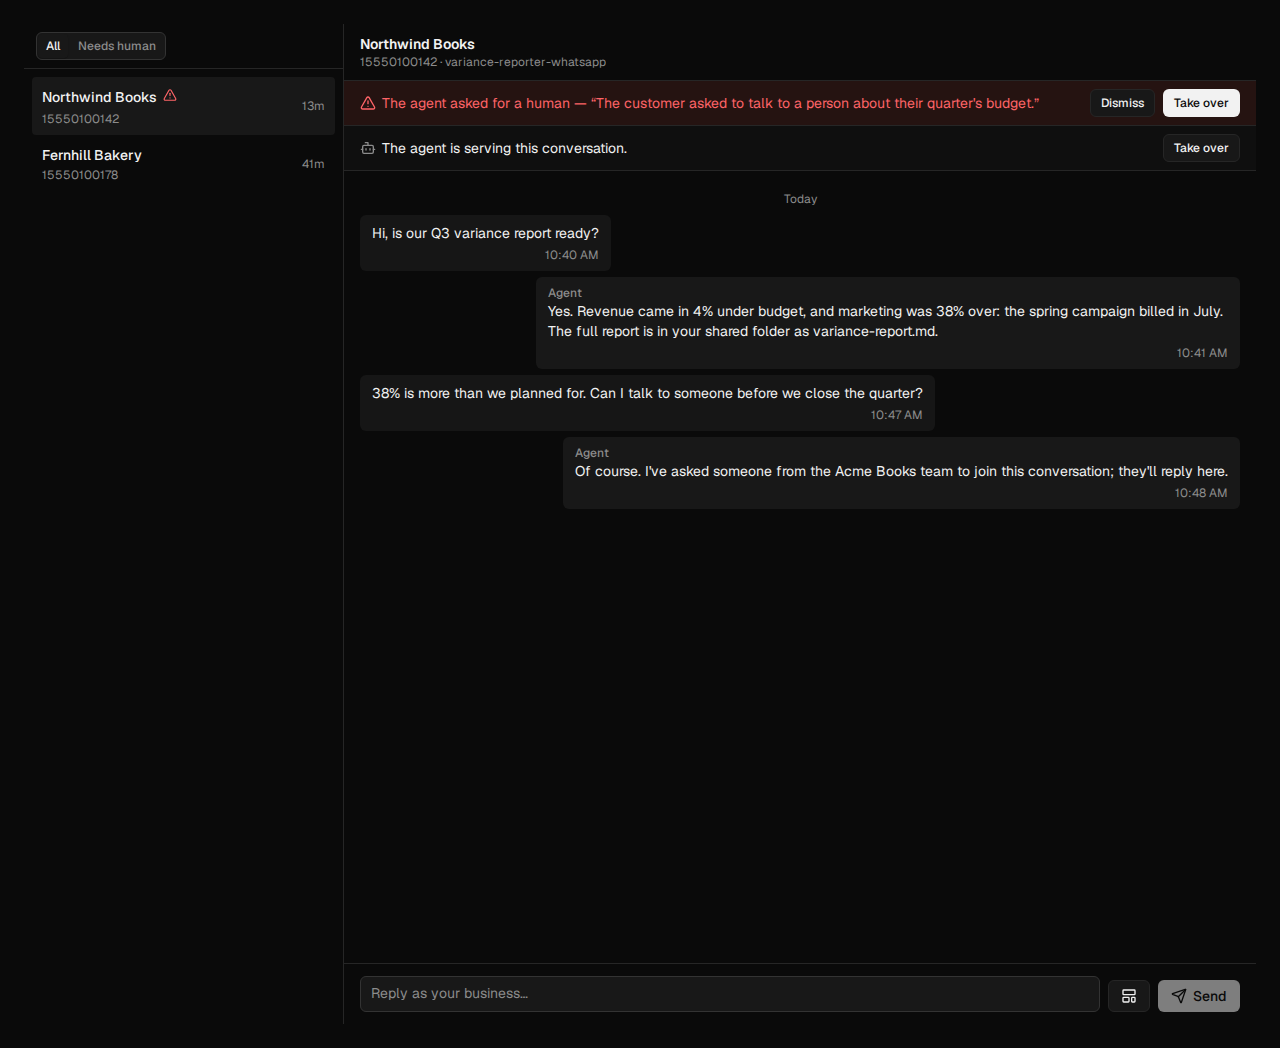 All
Needs human
Northwind Books
15550100142
13m
Fernhill Bakery
15550100178
41m
Northwind Books
15550100142 · variance-reporter-whatsapp
The agent asked for a human — “The customer asked to talk to a person about their quarter's budget.”
Dismiss
Take over
The agent is serving this conversation.
Take over
Today
Hi, is our Q3 variance report ready?
10:40 AM
Agent
Yes. Revenue came in 4% under budget, and marketing was 38% over: the spring campaign billed in July.
The full report is in your shared folder as variance-report.md.
10:41 AM
38% is more than we planned for. Can I talk to someone before we close the quarter?
10:47 AM
Agent
Of course. I've asked someone from the Acme Books team to join this conversation; they'll reply here.
10:48 AM
Reply as your business…
Send